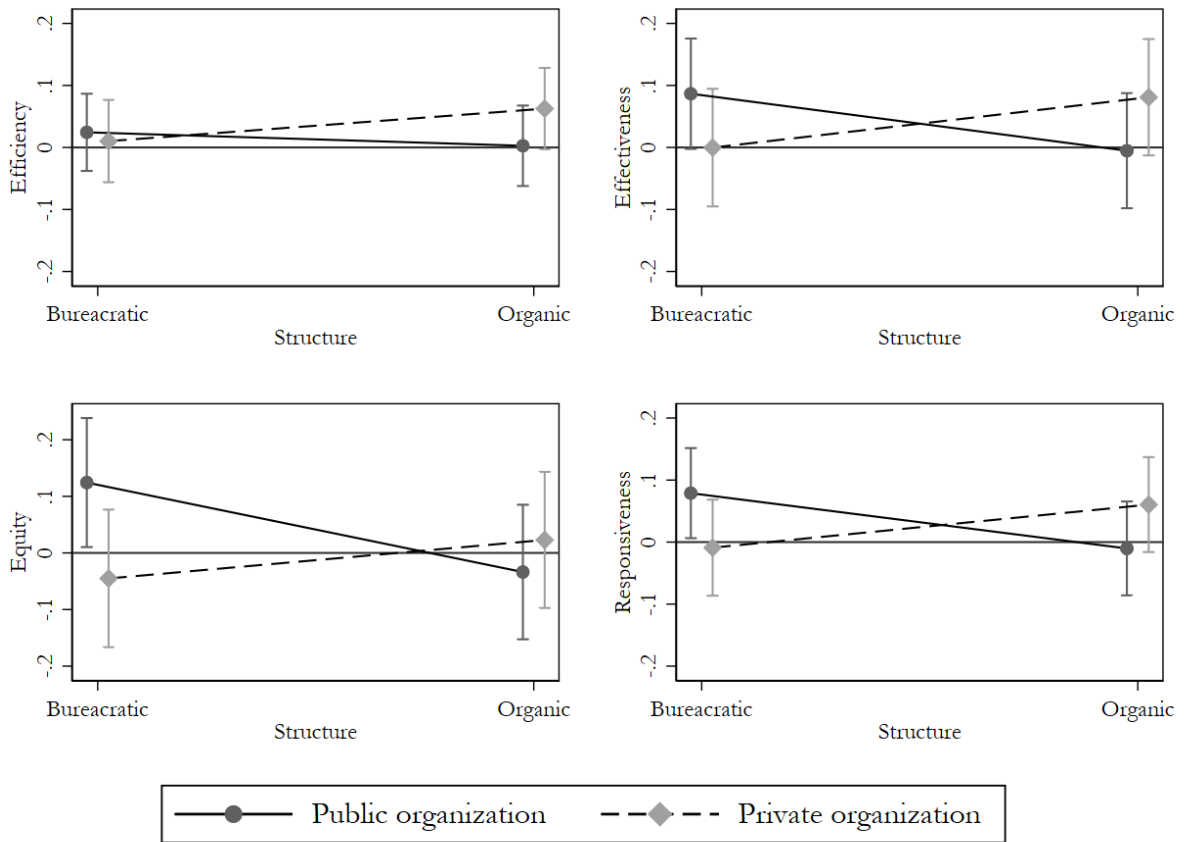 .2
.1
0
-.1
-.2
Efficiency
Bureacratic Organic
Structure
.2
.1
0
-.1
-.2
Effectiveness
Bureacratic Organic
Structure
.2
.1
0
-.1
-.2
Equity
Bureacratic Organic
Structure
.2
.1
0
-.1
-.2
Responsiveness
Bureacratic Organic
Structure
Public organization Private organization